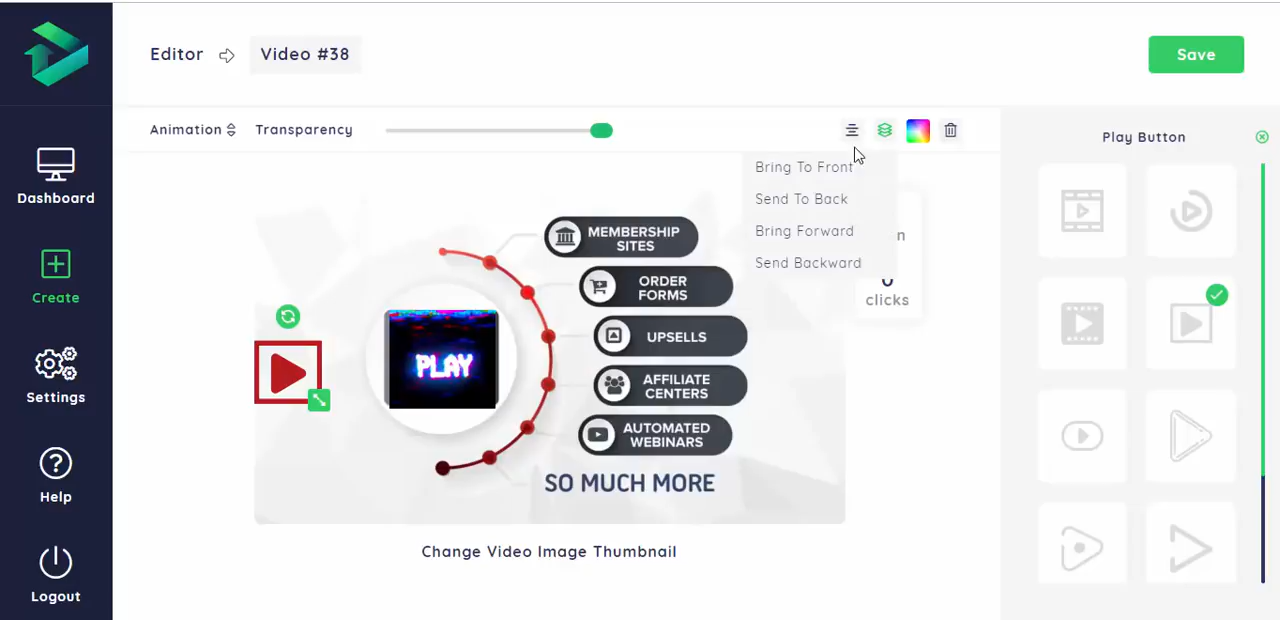 Editor
Video #38
Save
Animation
Transparency
Play Button
Bring To Front
Send To Back
Bring Forward
Send Backward
Dashboard
Create
Settings
Help
Logout
MEMBERSHIP
SITES
ORDER
FORMS
UPSELLS
AFFILIATE
CENTERS
AUTOMATED
WEBINARS
SO MUCH MORE
PLAY
clicks
Change Video Image Thumbnail